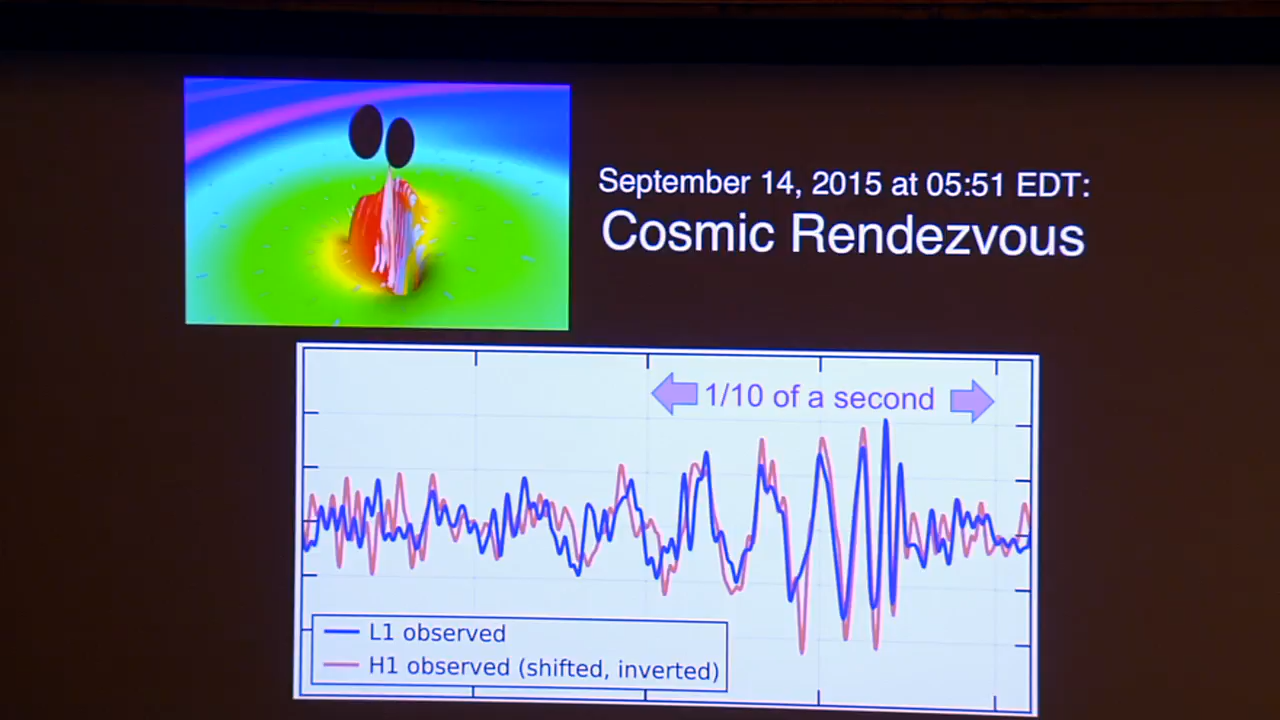 September 14, 2015 at 05:51 EDT:
Cosmic Rendezvous
1/10 of a second
L1 observed
H1 observed (shifted, inverted)